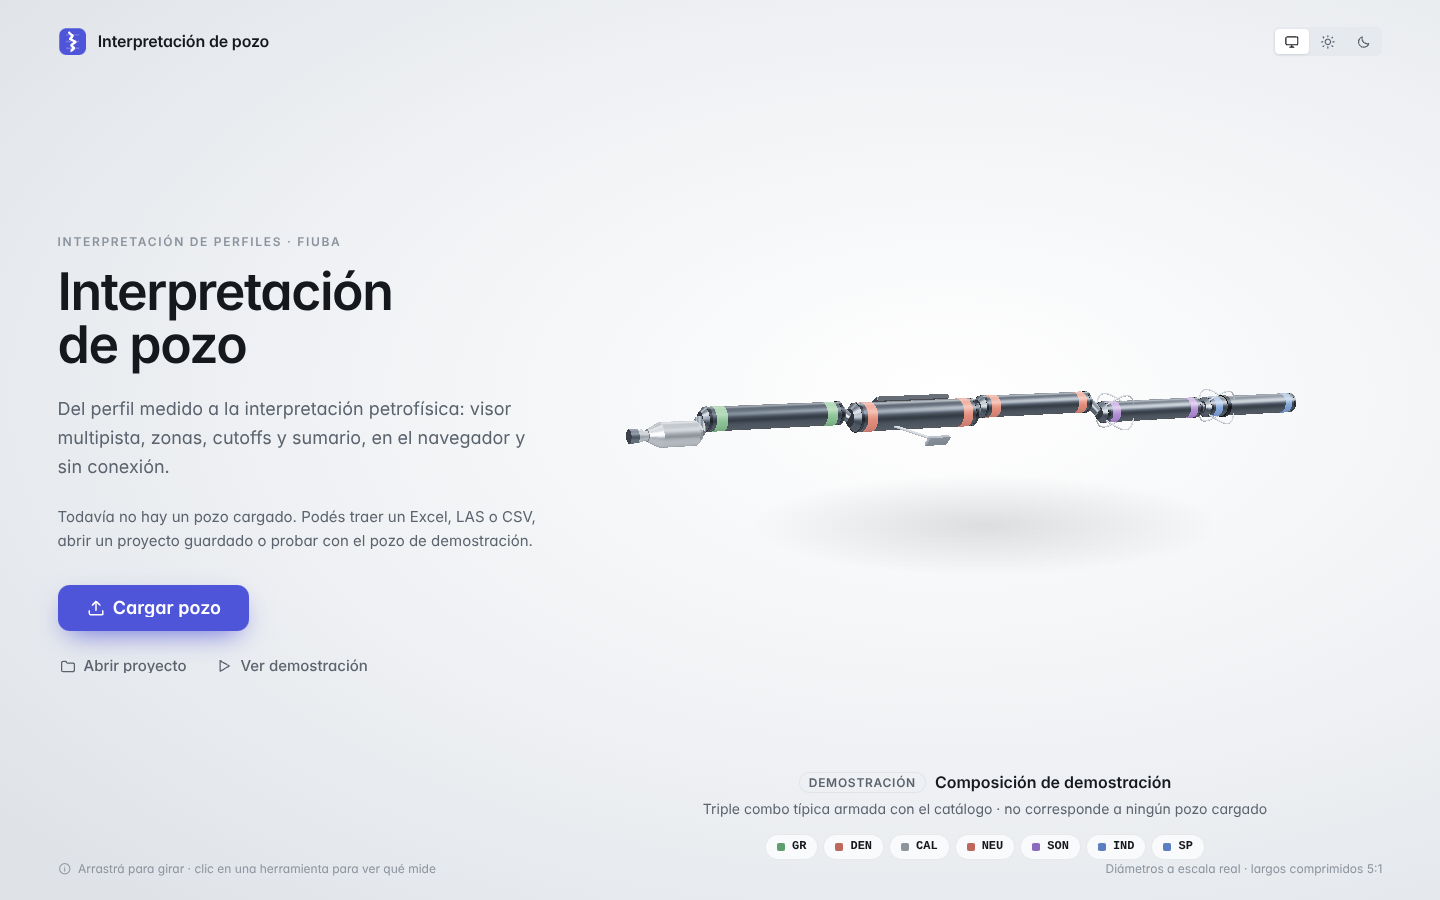 Interpretación de pozo
INTERPRETACIÓN DE PERFILES · FIUBA
Interpretación
de pozo
Del perfil medido a la interpretación petrofísica: visor
multipista, zonas, cutoffs y sumario, en el navegador y
sin conexión.
Todavía no hay un pozo cargado. Podés traer un Excel, LAS o CSV,
abrir un proyecto guardado o probar con el pozo de demostración.
Cargar pozo
Abrir proyecto Ver demostración
DEMOSTRACIÓN Composición de demostración
Triple combo típica armada con el catálogo · no corresponde a ningún pozo cargado
GR DEN CAL NEU SON IND SP
Arrastrá para girar · clic en una herramienta para ver qué mide
Diámetros a escala real · largos comprimidos 5:1